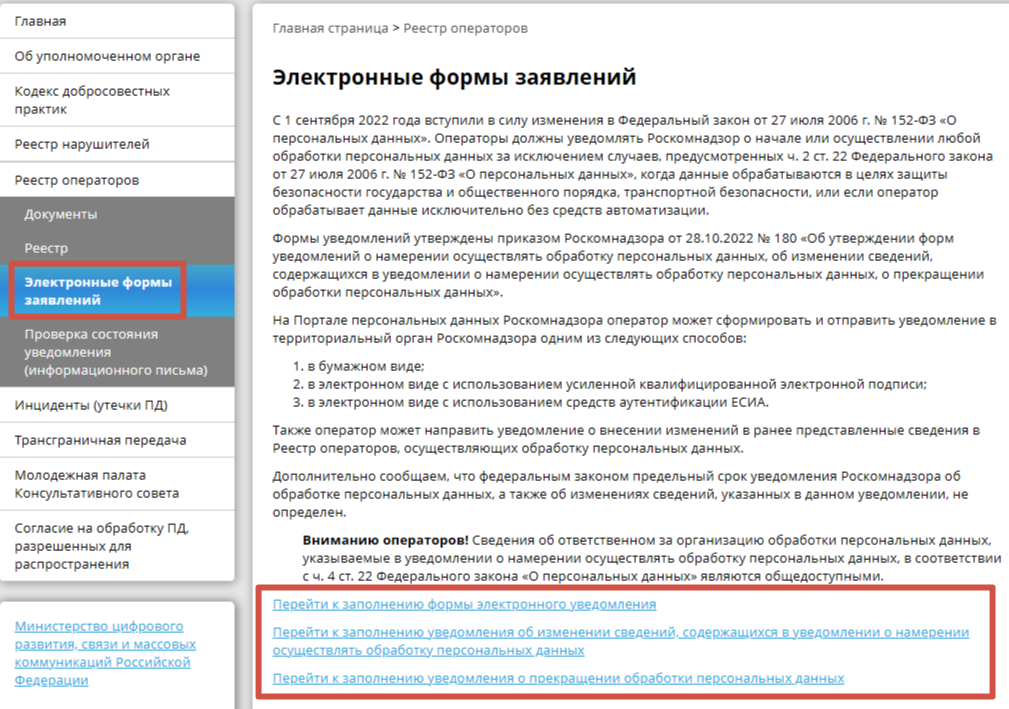 Главная
Об уполномоченном органе
Кодекс добросовестных
практик
Реестр нарушителей
Реестр операторов
Документы
Реестр
Электронные формы
заявлений
Проверка состояния
уведомления
(информационного письма)
Инциденты (утечки ПД)
Трансграничная передача
Молодежная палата
Консультативного совета
Согласие на обработку ПД,
разрешенных для
распространения
Министерство цифрового
развития, связи и массовых
коммуникаций Российской
Федерации
Главная страница > Реестр операторов
Электронные формы заявлений
С 1 сентября 2022 года вступили в силу изменения в Федеральный закон от 27 июля 2006 г. № 152-ФЗ «О
персональных данных». Операторы должны уведомлять Роскомнадзор о начале или осуществлении любой
обработки персональных данных за исключением случаев, предусмотренных ч. 2 ст. 22 Федерального закона
от 27 июля 2006 г. № 152-ФЗ «О персональных данных», когда данные обрабатываются в целях защиты
безопасности государства и общественного порядка, транспортной безопасности, или если оператор
обрабатывает данные исключительно без средств автоматизации.
Формы уведомлений утверждены приказом Роскомнадзора от 28.10.2022 № 180 «Об утверждении форм
уведомлений о намерении осуществлять обработку персональных данных, об изменении сведений,
содержащихся в уведомлении о намерении осуществлять обработку персональных данных, о прекращении
обработки персональных данных».
На Портале персональных данных Роскомнадзора оператор может сформировать и отправить уведомление в
территориальный орган Роскомнадзора одним из следующих способов:
1. в бумажном виде;
2. в электронном виде с использованием усиленной квалифицированной электронной подписи;
3. в электронном виде с использованием средств аутентификации ЕСИА.
Также оператор может направить уведомление о внесении изменений в ранее представленные сведения в
Реестр операторов, осуществляющих обработку персональных данных.
Дополнительно сообщаем, что федеральным законом предельный срок уведомления Роскомнадзора об
обработке персональных данных, а также об изменениях сведений, указанных в данном уведомлении, не
определен.
Вниманию операторов! Сведения об ответственном за организацию обработки персональных данных,
указываемые в уведомлении о намерении осуществлять обработку персональных данных, в соответствии
с ч. 4 ст. 22 Федерального закона «О персональных данных» являются общедоступными.
Перейти к заполнению формы электронного уведомления
Перейти к заполнению уведомления об изменении сведений, содержащихся в уведомлении о намерении
осуществлять обработку персональных данных
Перейти к заполнению уведомления о прекращении обработки персональных данных